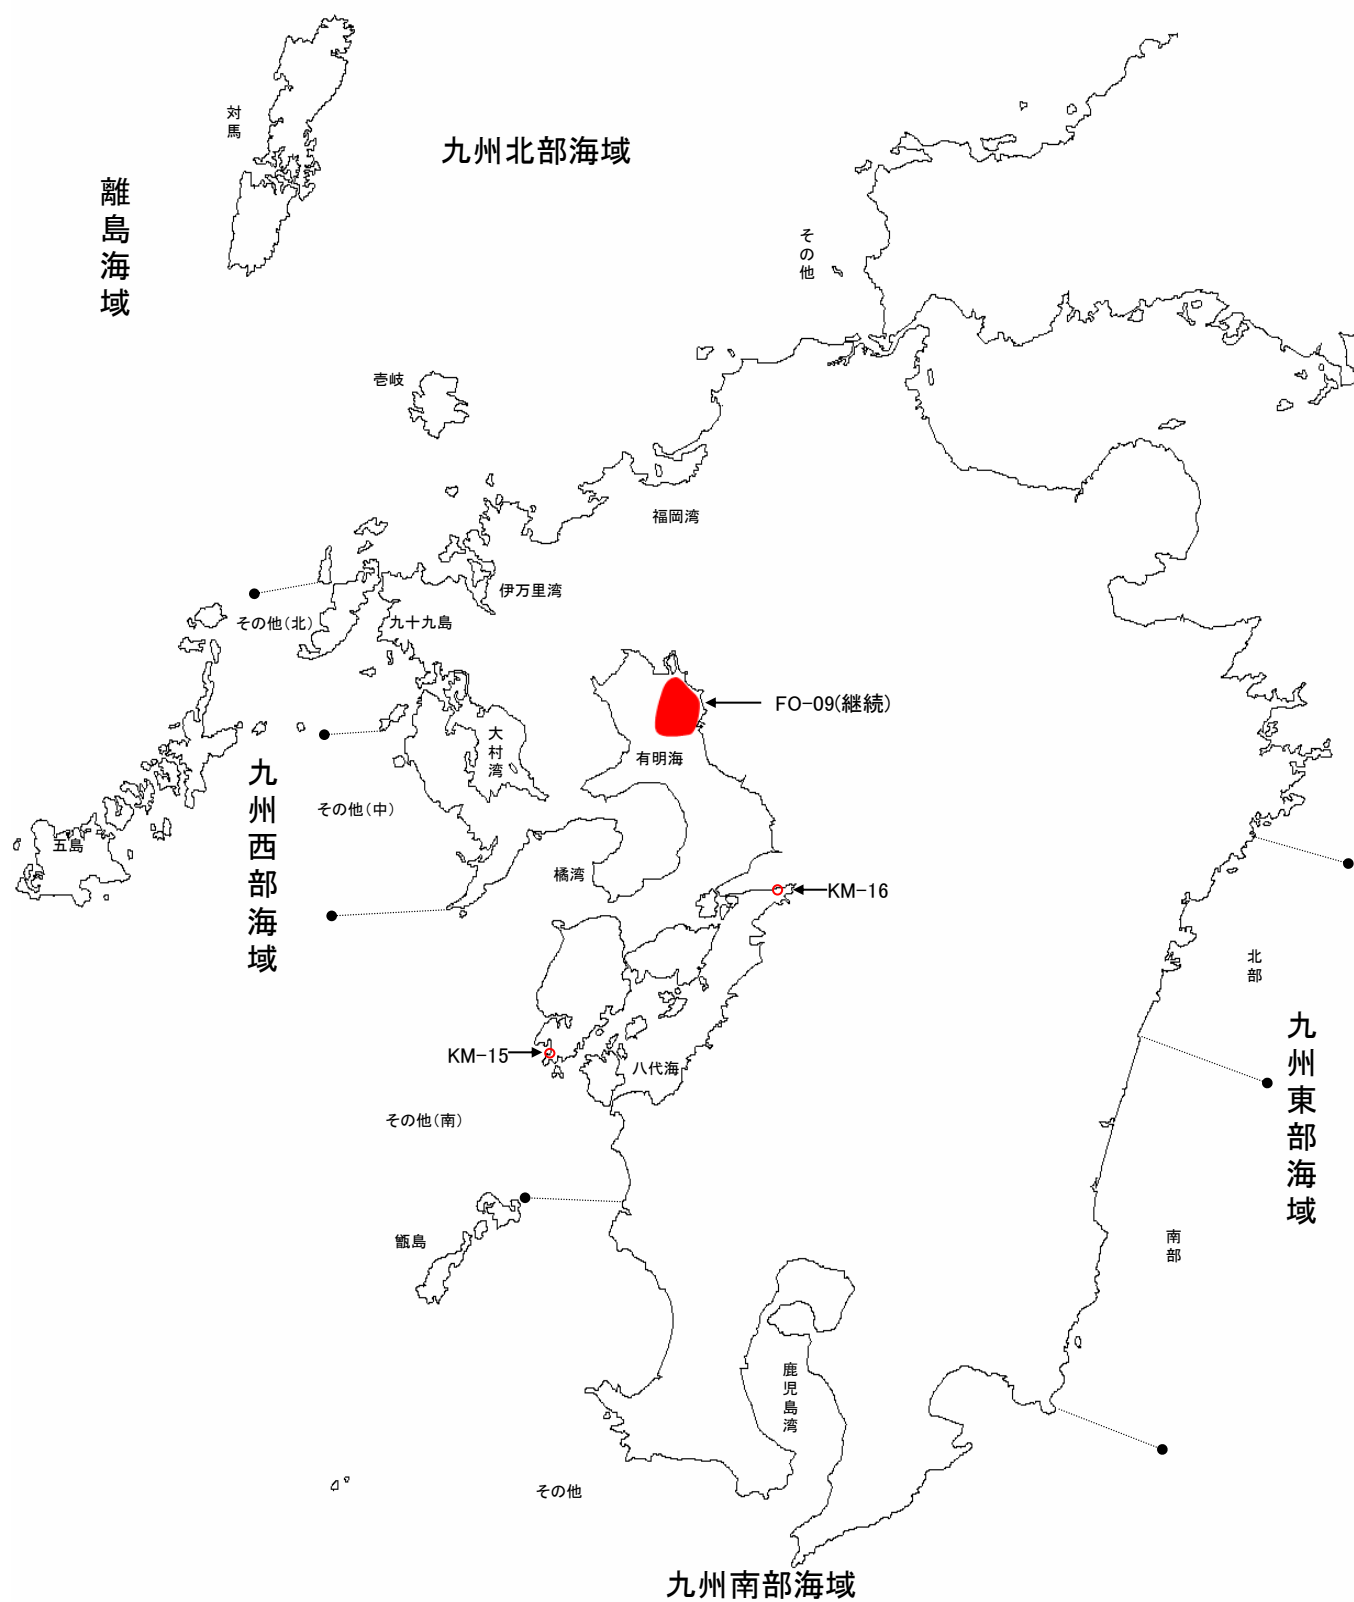 対馬
九州北部海域
離島海域
その他
壱岐
福岡湾
伊万里湾
その他(北)
九十九島
FO-09(継続)
大村湾
有明海
九州西部海域
その他(中)
五島
橘湾
KM-16
北部
九州東部海域
KM-15
八代海
その他(南)
甑島
南部
鹿児島湾
その他
九州南部海域